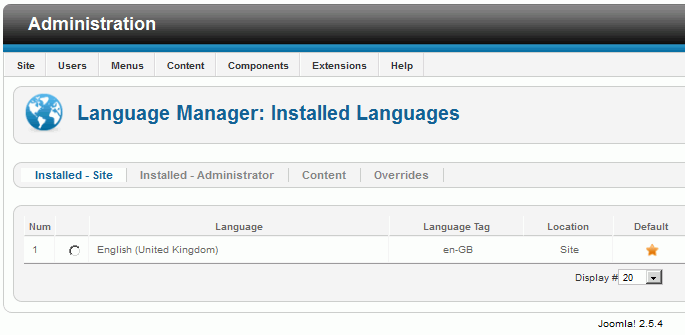 Administration
Site Users Menus Content Components Extensions Help
Language Manager: Installed Languages
Installed - Site Installed - Administrator Content Overrides
Num Language Language Tag Location Default
1 English (United Kingdom) en-GB Site
Display # 20
Joomla! 2.5.4